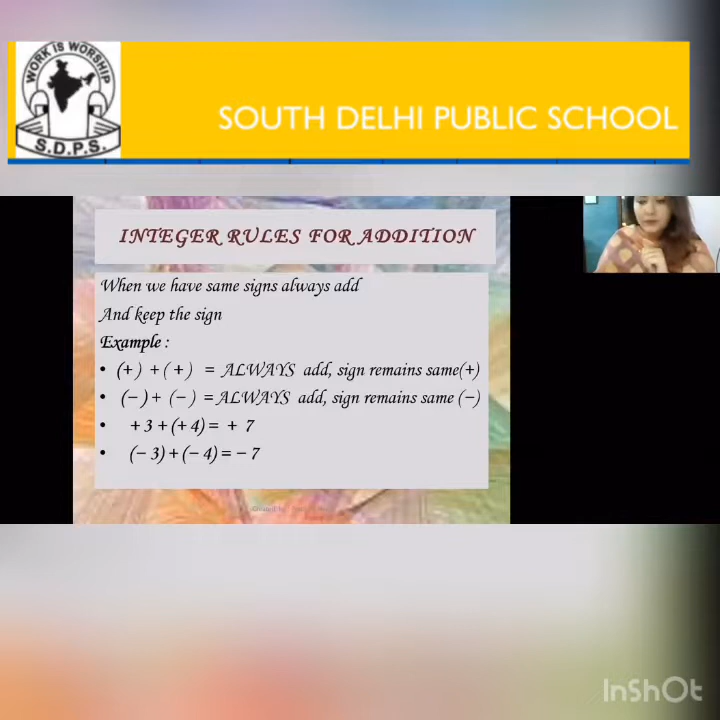 WORK IS WORSHIP
S.D.P.S.
SOUTH DELHI PUBLIC SCHOOL
INTEGER RULES FOR ADDITION
When we have same signs always add
And keep the sign
Example :
• (+) + (+) = ALWAYS add, sign remains same(+)
• (−) + (−) = ALWAYS add, sign remains same (−)
• + 3 + (+ 4) = + 7
• (− 3) + (− 4) = − 7
Created by
InShOt